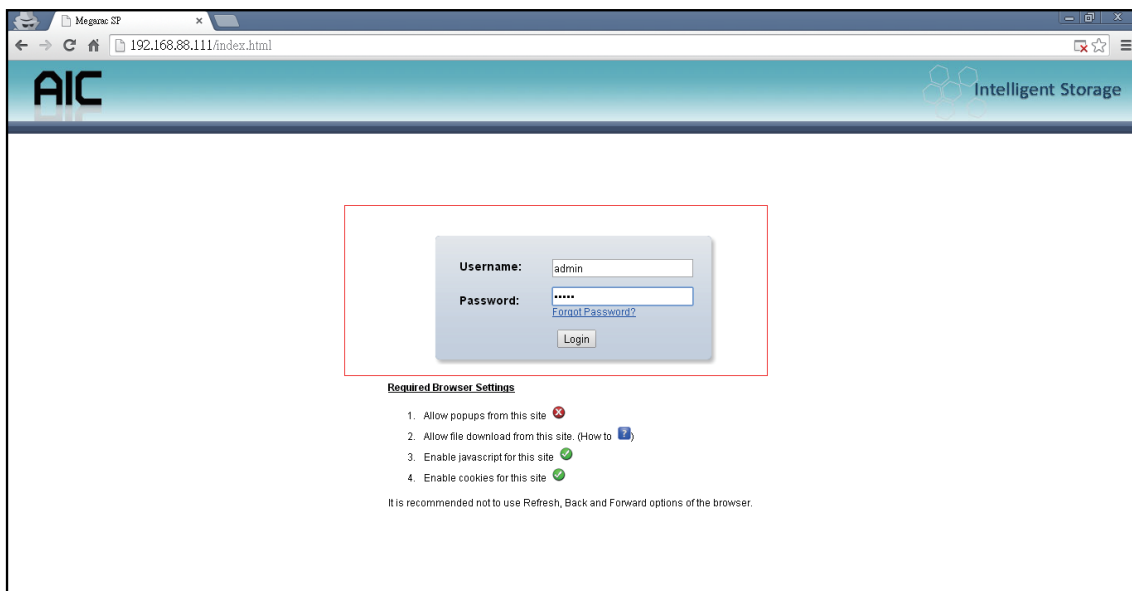 Megarac SP
192.168.88.111/index.html
AIC
Intelligent Storage
Username: admin
Password: •••••
Forgot Password?
Login
Required Browser Settings
1. Allow popups from this site
2. Allow file download from this site. (How to ?)
3. Enable javascript for this site
4. Enable cookies for this site
It is recommended not to use Refresh, Back and Forward options of the browser.